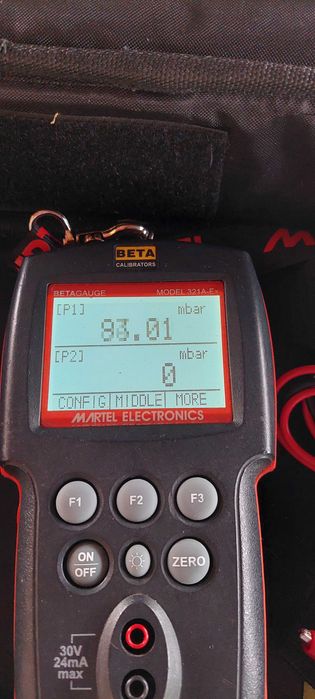 BETA
CALIBRATORS
BETAGAUGE MODEL 321A-Ex
[P1] mbar
83.01
[P2] mbar
0
CONFIG|MIDDLE| MORE
MARTEL ELECTRONICS
F1 F2 F3
ON
OFF
ZERO
30V
24mA
max